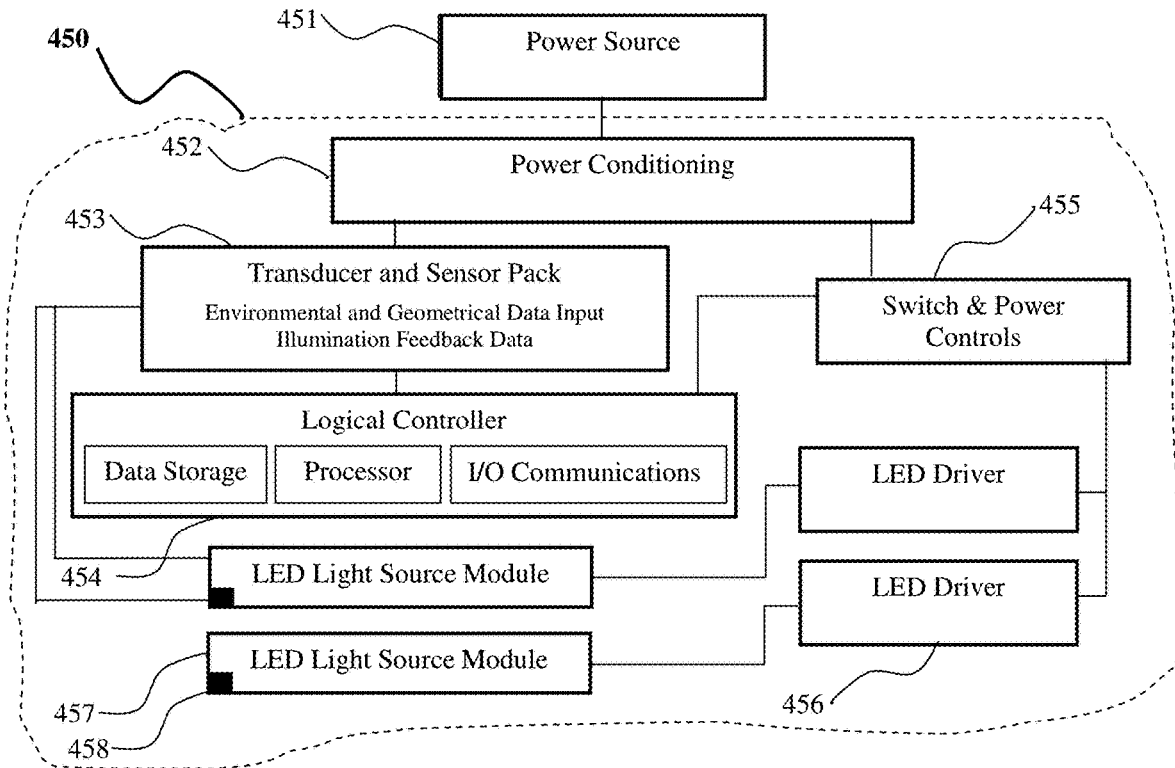 451
Power Source
450
452
Power Conditioning
453
455
Transducer and Sensor Pack
Environmental and Geometrical Data Input
Illumination Feedback Data
Switch & Power
Controls
Logical Controller
Data Storage
Processor
I/O Communications
LED Driver
454
LED Light Source Module
LED Driver
LED Light Source Module
457
456
458